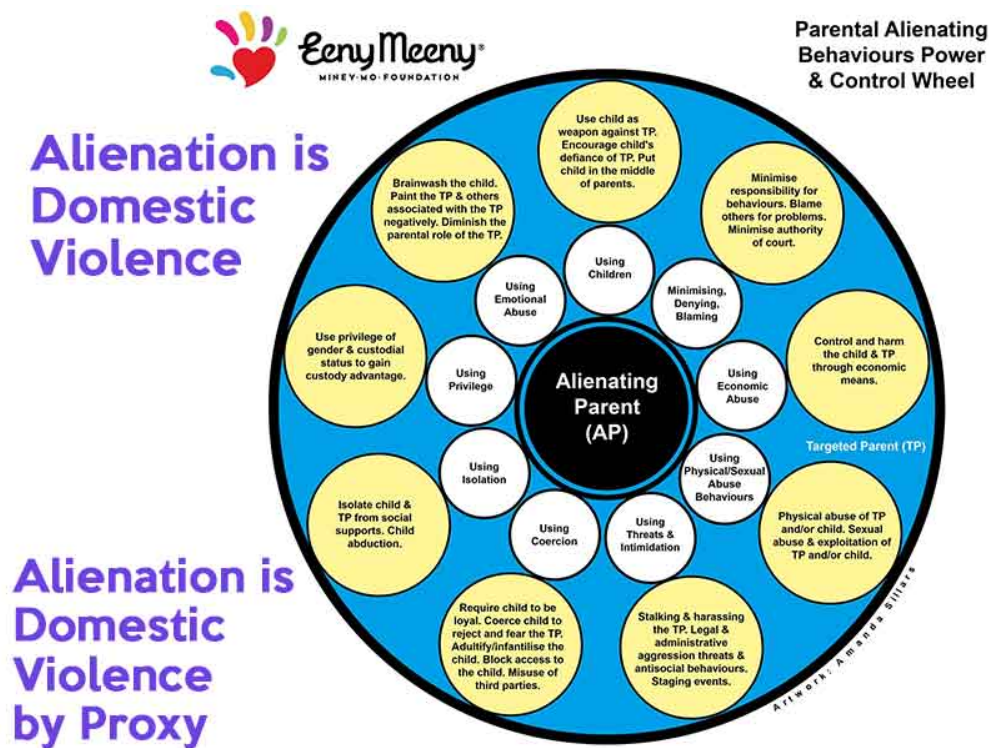 Eeny Meeny®
MINEY-MO-FOUNDATION
Parental Alienating
Behaviours Power
& Control Wheel
Alienation is
Domestic
Violence
Alienation is
Domestic
Violence
by Proxy
Alienating
Parent
(AP)
Using
Children
Use child as
weapon against TP.
Encourage child's
defiance of TP. Put
child in the middle
of parents.
Minimising,
Denying,
Blaming
Minimise
responsibility for
behaviours. Blame
others for problems.
Minimise authority
of court.
Using
Economic
Abuse
Control and harm
the child & TP
through economic
means.
Targeted Parent (TP)
Using
Physical/Sexual
Abuse
Behaviours
Physical abuse of TP
and/or child. Sexual
abuse & exploitation of
TP and/or child.
Using
Threats &
Intimidation
Stalking & harassing
the TP. Legal &
administrative
aggression threats &
antisocial behaviours.
Staging events.
Using
Coercion
Require child to be
loyal. Coerce child to
reject and fear the TP.
Adultify/infantilise the
child. Block access to
the child. Misuse of
third parties.
Using
Isolation
Isolate child &
TP from social
supports. Child
abduction.
Using
Privilege
Use privilege of
gender & custodial
status to gain
custody advantage.
Using
Emotional
Abuse
Brainwash the child.
Paint the TP & others
associated with the TP
negatively. Diminish the
parental role of the TP.
Artwork: Amanda Sillars